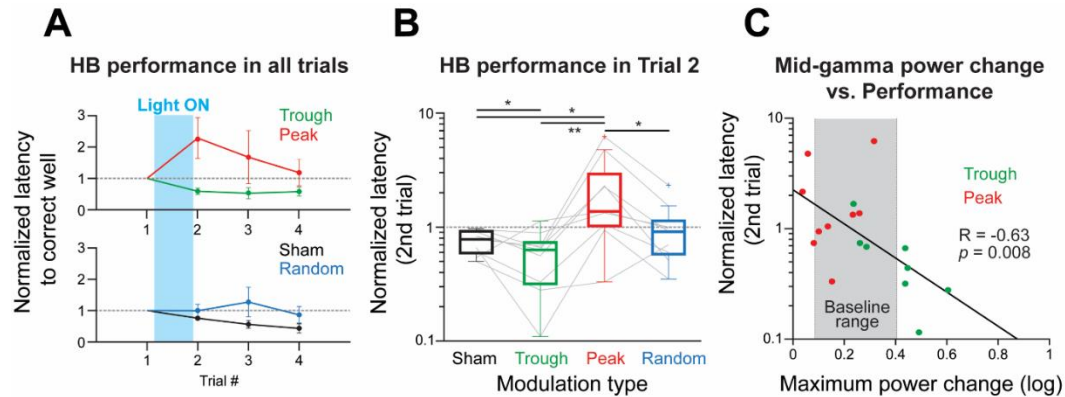 A
HB performance in all trials
Light ON
Trough
Peak
3
2
1
0
1
2
3
4
Sham
Random
3
2
1
0
1
2
3
4
Trial #
Normalized latency
to correct well
B
HB performance in Trial 2
*
*
**
*
10
1
0.1
Normalized latency
(2nd trial)
Sham
Trough
Peak
Random
Modulation type
C
Mid-gamma power change
vs. Performance
10
1
0.1
Normalized latency
(2nd trial)
Trough
Peak
R = -0.63
p = 0.008
Baseline
range
0
0.2
0.4
0.6
0.8
1
Maximum power change (log)